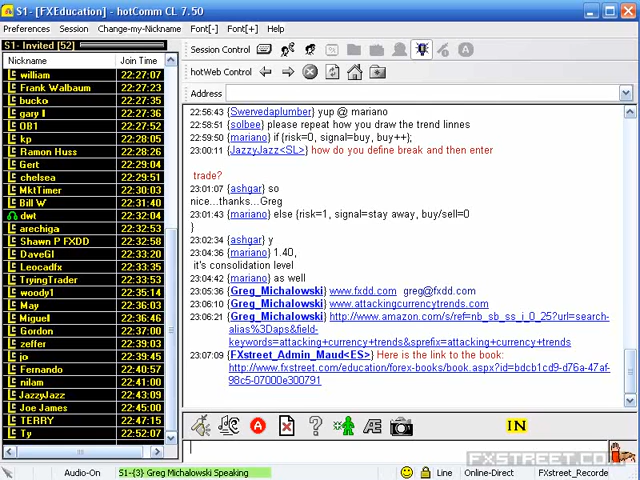 S1- [FXEducation] - hotComm CL 7.50
Preferences Session Change-my-Nickname Font[-] Font[+] Help
S1- Invited [52]
Nickname Join Time
william 22:27:07
Frank Walbaum 22:27:23
bucko 22:27:35
gary l 22:27:36
OB1 22:27:52
kp 22:28:05
Ramon Huss 22:28:26
Gert 22:29:04
chelsea 22:29:51
MktTimer 22:30:03
Bill W 22:31:40
dwt 22:32:04
arechiga 22:32:53
Shawn P FXDD 22:32:58
DaveGI 22:33:20
Leocadfx 22:33:53
TryingTrader 22:33:53
woody1 22:35:14
May 22:36:03
Miguel 22:36:46
Gordon 22:37:00
zeffer 22:39:03
jo 22:39:45
Fernando 22:40:57
nilam 22:41:00
JazzyJazz 22:43:09
Joe James 22:45:00
TERRY 22:47:15
Ty 22:52:07
Session Control
hotWeb Control
Address
22:56:43 {Swervedaplumber} yup @ mariano
22:58:51 {solbee} please repeat how you draw the trend linnes
22:59:50 {mariano} if {risk=0, signal=buy, buy++};
23:00:11 {JazzyJazz<SL>} how do you define break and then enter
trade?
23:01:07 {ashgar} so
nice...thanks...Greg
23:01:43 {mariano} else {risk=1, signal=stay away, buy/sell=0
}
23:02:34 {ashgar} y
23:04:36 {mariano} 1.40,
it's consolidation level
23:04:42 {mariano} as well
23:05:36 {Greg_Michalowski} www.fxdd.com greg@fxdd.com
23:06:10 {Greg_Michalowski} www.attackingcurrencytrends.com
23:06:21 {Greg_Michalowski} http://www.amazon.com/s/ref=nb_sb_ss_i_0_25?url=search-
alias%3Daps&field-
keywords=attacking+currency+trends&sprefix=attacking+currency+trends
23:07:09 {FXstreet_Admin_Maud<ES>} Here is the link to the book:
http://www.fxstreet.com/education/forex-books/book.aspx?id=bdcb1cd9-d76a-47af-
98c5-07000e300791
A ? Æ IN
FXSTREET.COM
Audio-On S1-{3} Greg Michalowski Speaking Line Online-Direct FXstreet_Recorde